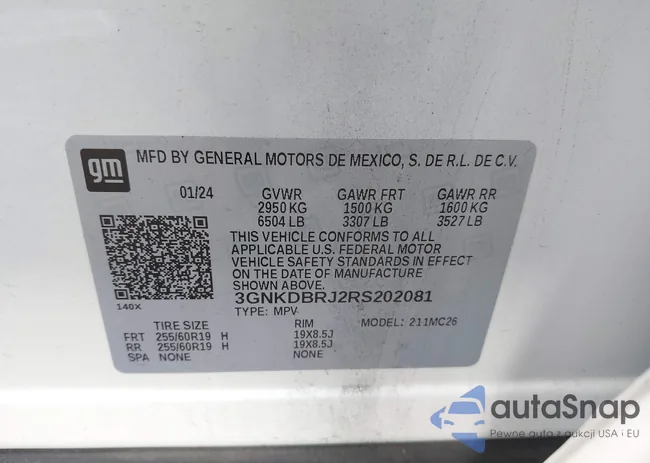 gm MFD BY GENERAL MOTORS DE MEXICO, S. DE R.L. DE C.V.
01/24 GVWR GAWR FRT GAWR RR
2950 KG 1500 KG 1600 KG
6504 LB 3307 LB 3527 LB
THIS VEHICLE CONFORMS TO ALL
APPLICABLE U.S. FEDERAL MOTOR
VEHICLE SAFETY STANDARDS IN EFFECT
ON THE DATE OF MANUFACTURE
SHOWN ABOVE.
140X 3GNKDBRJ2RS202081
TYPE: MPV MODEL: 211MC26
TIRE SIZE RIM
FRT 255/60R19 H 19X8.5J
RR 255/60R19 H 19X8.5J
SPA NONE NONE
autaSnap
Pewne auta z aukcji USA i EU